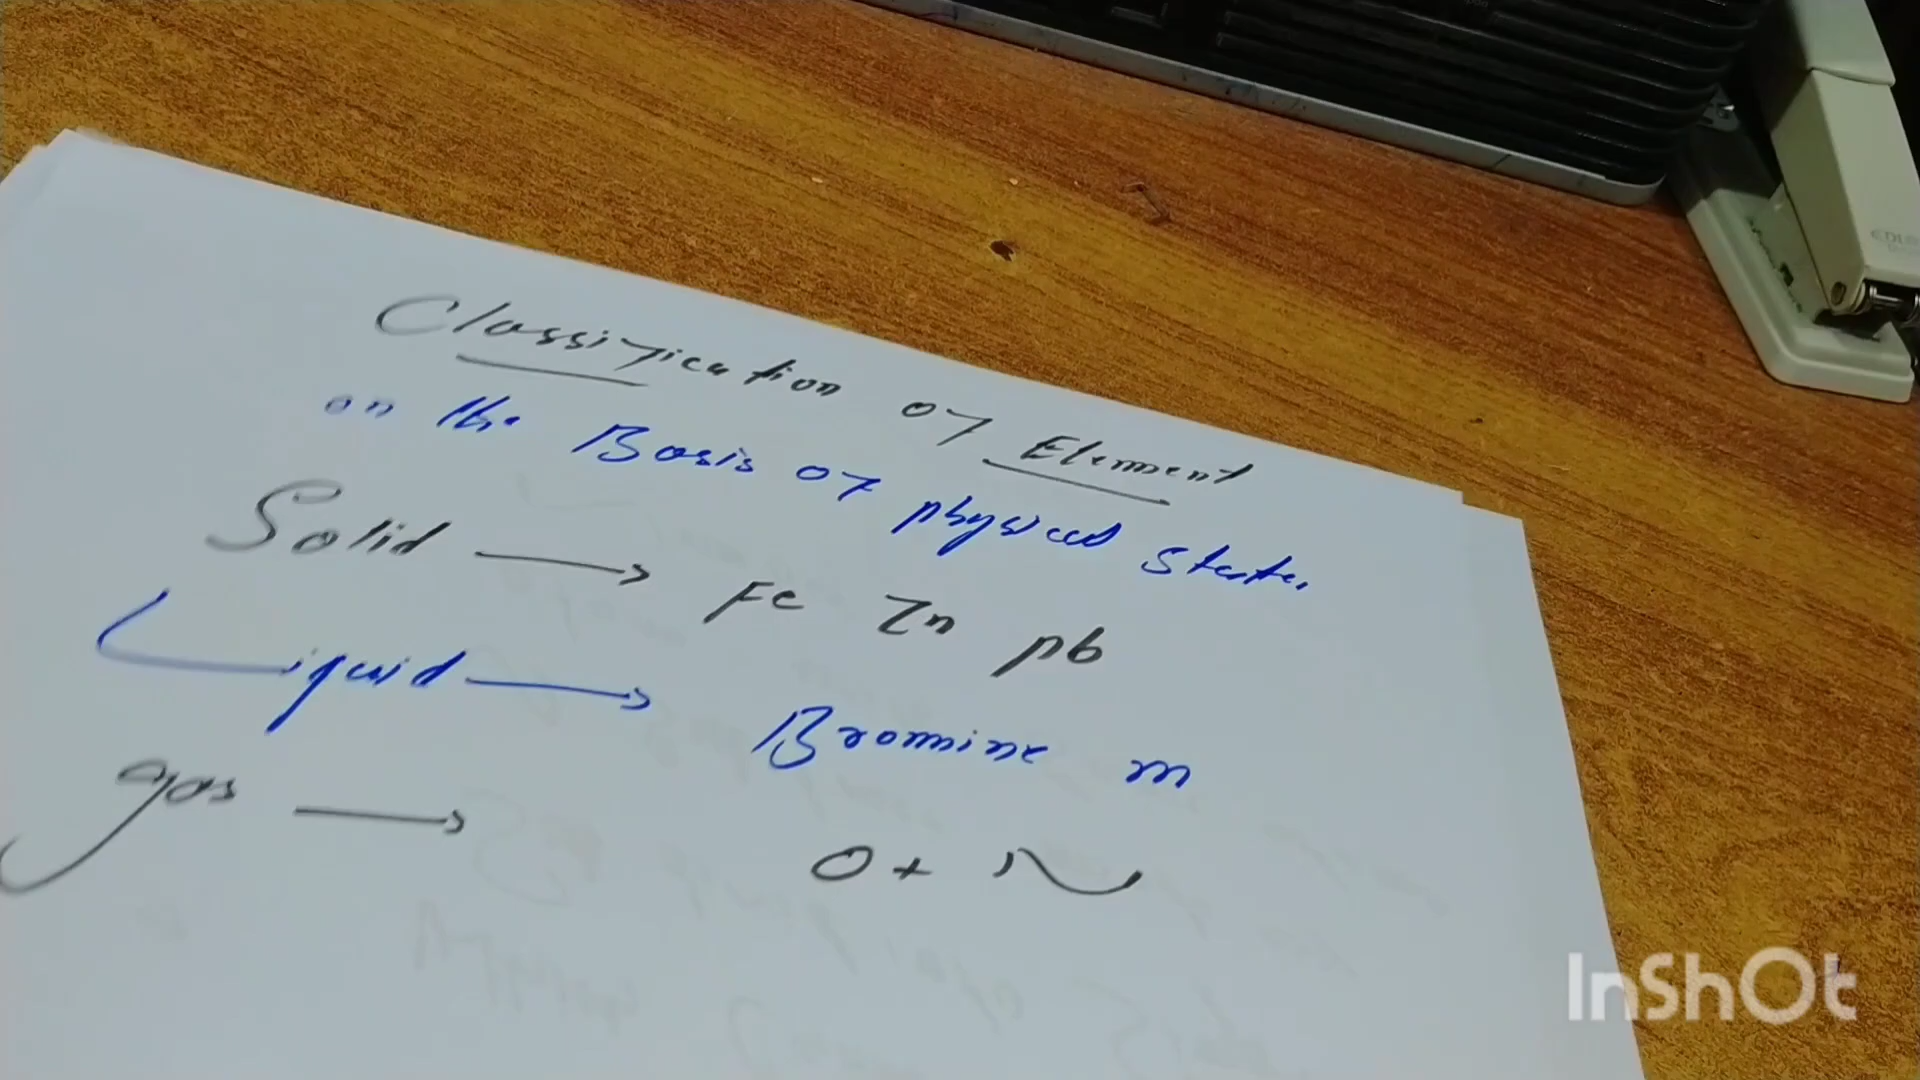 Classification of Element
on the Basis of physical state.
Solid → Fe Zn pb
Liquid → Bromine m
gas → O + N
InShOt